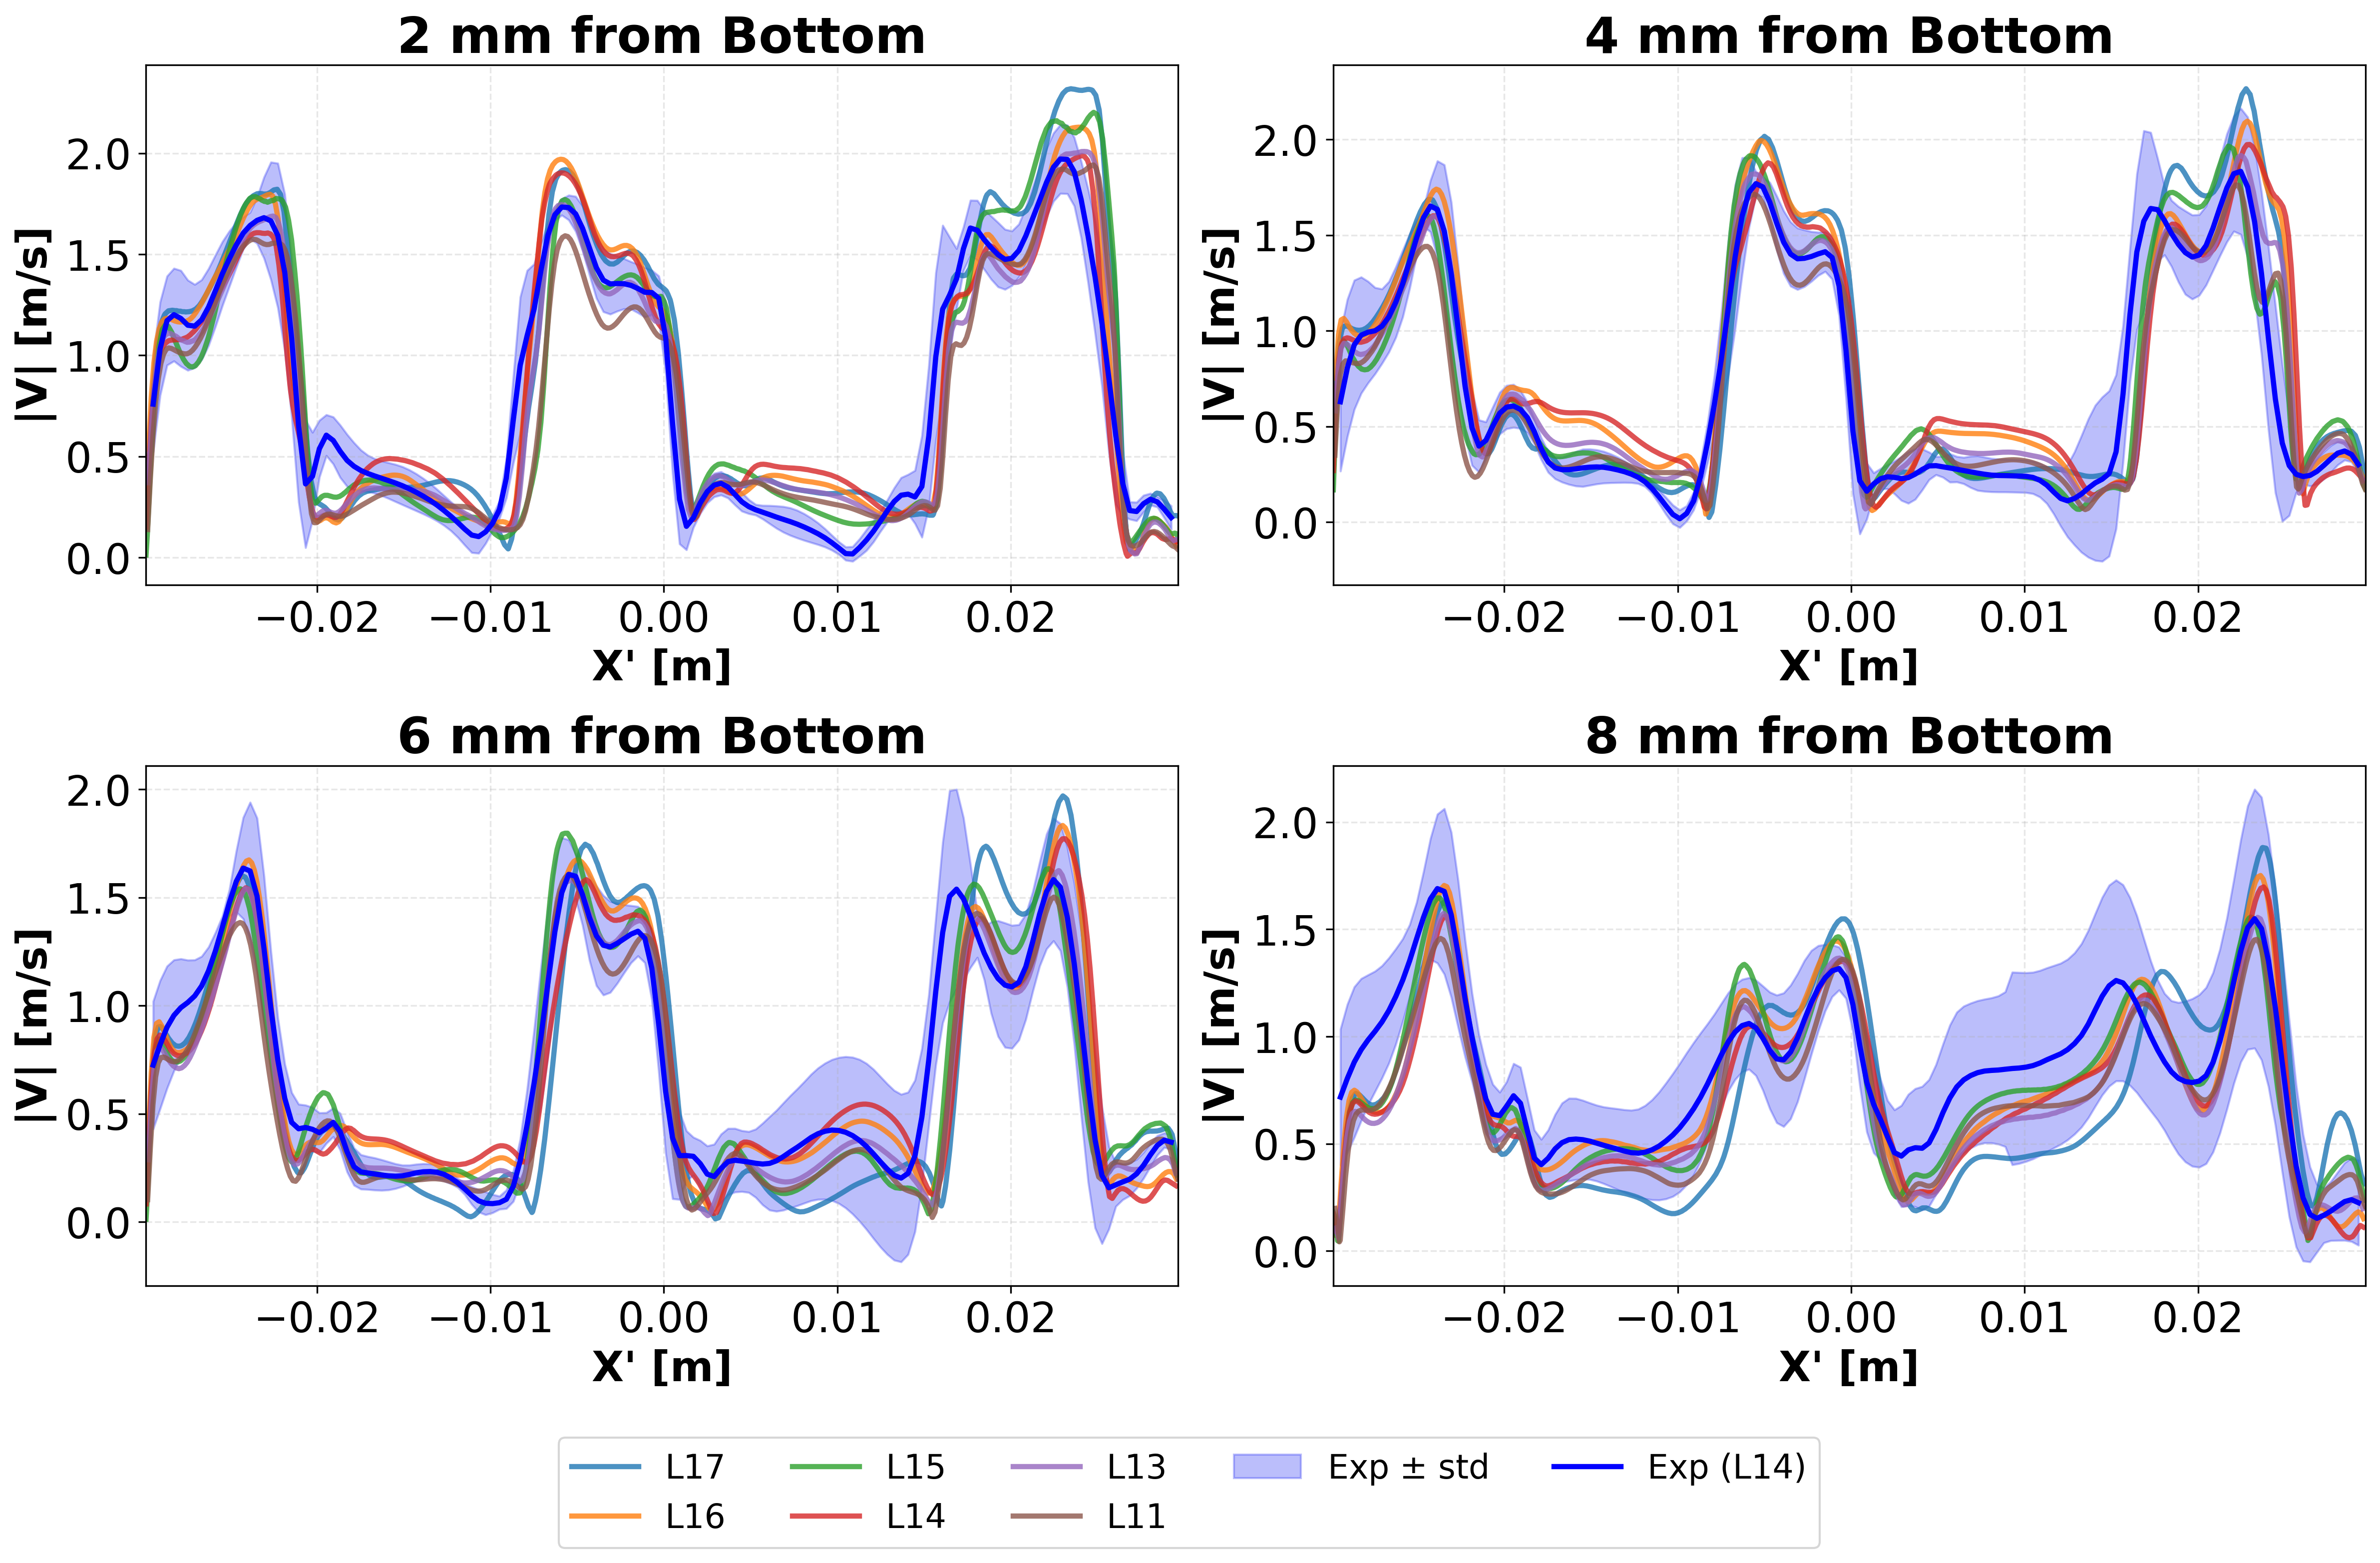 2 mm from Bottom
|V| [m/s]
2.0
1.5
1.0
0.5
0.0
−0.02 −0.01 0.00 0.01 0.02
X' [m]
4 mm from Bottom
|V| [m/s]
2.0
1.5
1.0
0.5
0.0
−0.02 −0.01 0.00 0.01 0.02
X' [m]
6 mm from Bottom
|V| [m/s]
2.0
1.5
1.0
0.5
0.0
−0.02 −0.01 0.00 0.01 0.02
X' [m]
8 mm from Bottom
|V| [m/s]
2.0
1.5
1.0
0.5
0.0
−0.02 −0.01 0.00 0.01 0.02
X' [m]
L17 L15 L13 Exp ± std Exp (L14)
L16 L14 L11